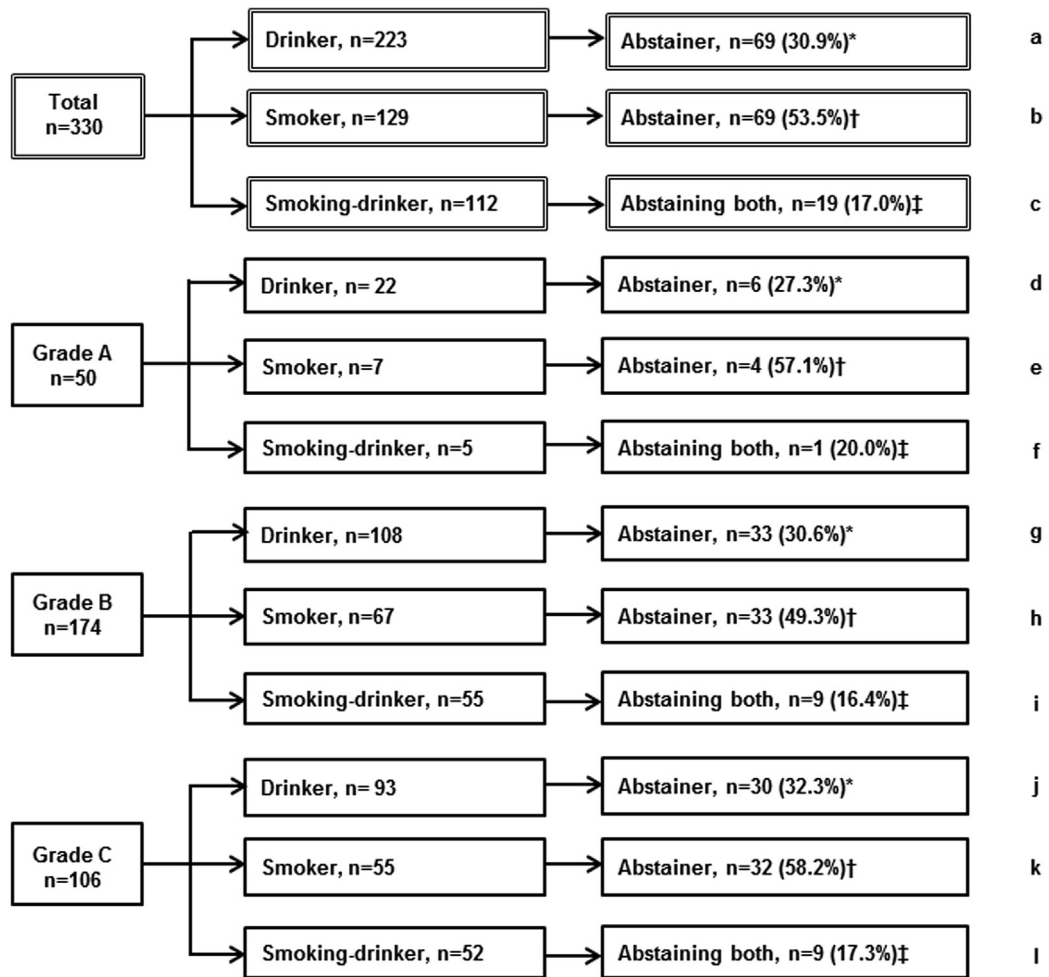 Drinker, n=223
Abstainer, n=69 (30.9%)*
a
Total
n=330
Smoker, n=129
Abstainer, n=69 (53.5%)†
b
Smoking-drinker, n=112
Abstaining both, n=19 (17.0%)‡
c
Drinker, n= 22
Abstainer, n=6 (27.3%)*
d
Grade A
n=50
Smoker, n=7
Abstainer, n=4 (57.1%)†
e
Smoking-drinker, n=5
Abstaining both, n=1 (20.0%)‡
f
Drinker, n=108
Abstainer, n=33 (30.6%)*
g
Grade B
n=174
Smoker, n=67
Abstainer, n=33 (49.3%)†
h
Smoking-drinker, n=55
Abstaining both, n=9 (16.4%)‡
i
Drinker, n= 93
Abstainer, n=30 (32.3%)*
j
Grade C
n=106
Smoker, n=55
Abstainer, n=32 (58.2%)†
k
Smoking-drinker, n=52
Abstaining both, n=9 (17.3%)‡
l